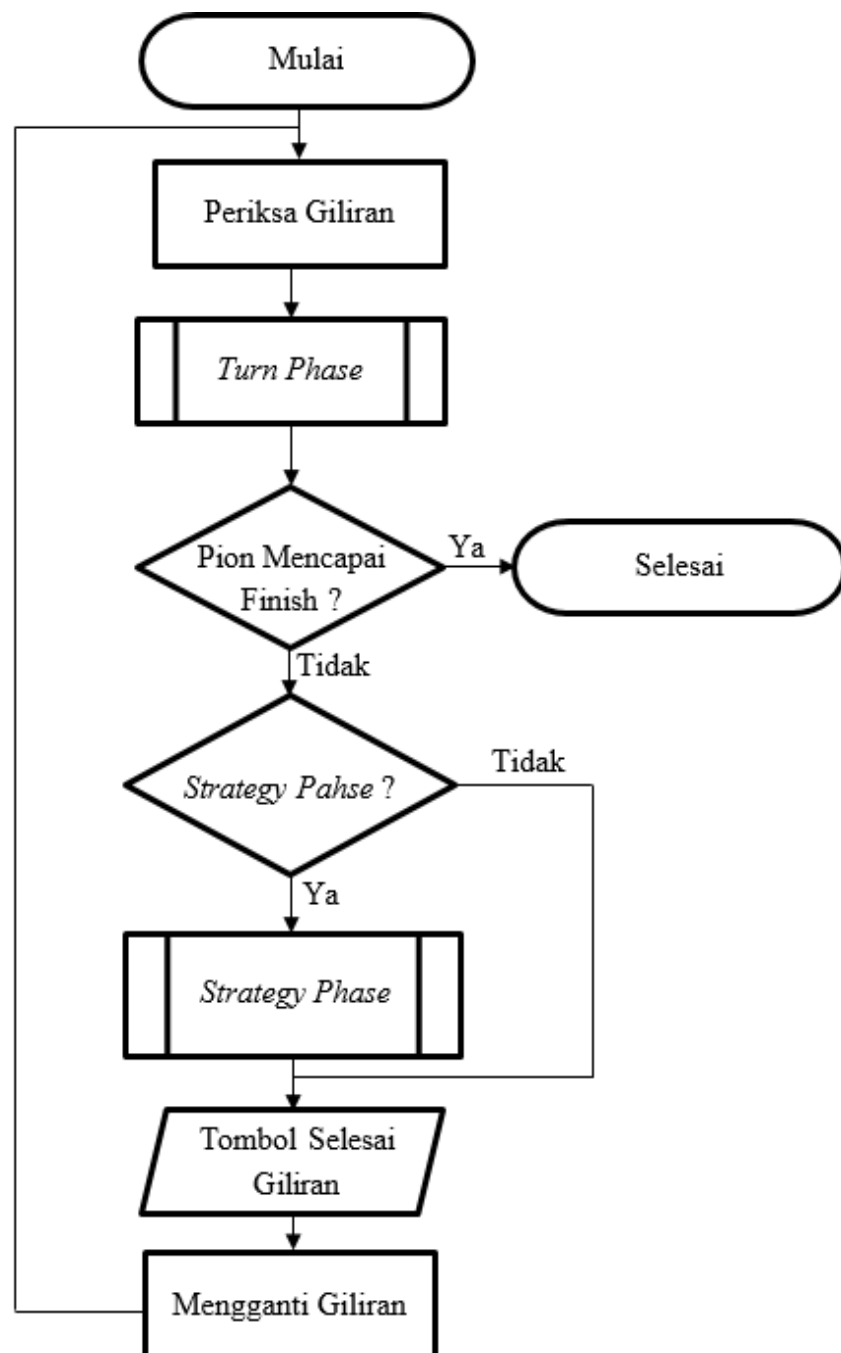 Mulai
Periksa Giliran
Turn Phase
Pion Mencapai
Finish ?
Ya
Selesai
Tidak
Strategy Pahse ?
Tidak
Ya
Strategy Phase
Tombol Selesai
Giliran
Mengganti Giliran